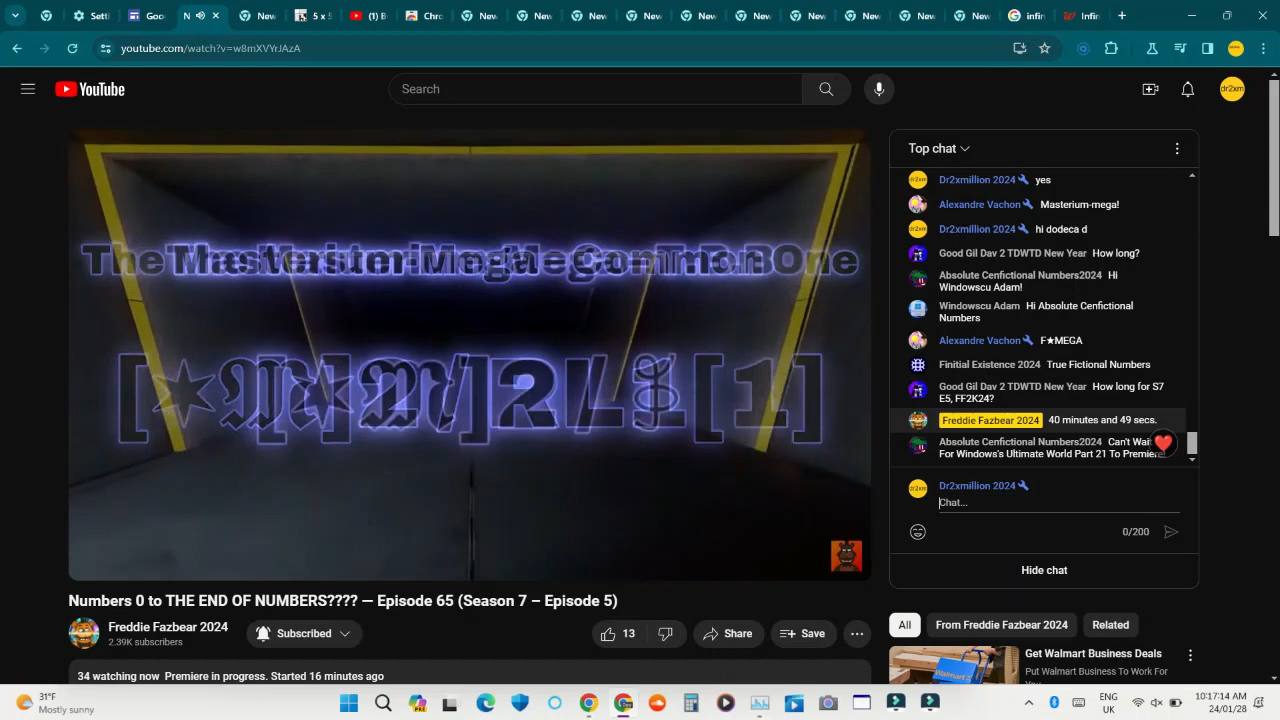 Setti
Goo
N
New
5 x 5
(1) B
Chro
New
New
New
New
New
New
New
New
New
New
infin
Infin
youtube.com/watch?v=w8mXVYrJAzA
YouTube
Search
dr2xm
[1]
Top chat
Dr2xmillion 2024 yes
Alexandre Vachon Masterium-mega!
Dr2xmillion 2024 hi dodeca d
Good Gil Dav 2 TDWTD New Year How long?
Absolute Cenfictional Numbers2024 Hi
Windowscu Adam!
Windowscu Adam Hi Absolute Cenfictional
Numbers
Alexandre Vachon F★MEGA
Finitial Existence 2024 True Fictional Numbers
Good Gil Dav 2 TDWTD New Year How long for S7
E5, FF2K24?
Freddie Fazbear 2024 40 minutes and 49 secs.
Absolute Cenfictional Numbers2024 Can't Wait
For Windows's Ultimate World Part 21 To Premiere
Dr2xmillion 2024
Chat...
0/200
Hide chat
Numbers 0 to THE END OF NUMBERS???? — Episode 65 (Season 7 – Episode 5)
Freddie Fazbear 2024
2.39K subscribers
Subscribed
13
Share
Save
34 watching now Premiere in progress. Started 16 minutes ago
All
From Freddie Fazbear 2024
Related
Get Walmart Business Deals
Put Walmart Business To Work For
31°F
Mostly sunny
ENG
UK
10:17:14 AM
24/01/28